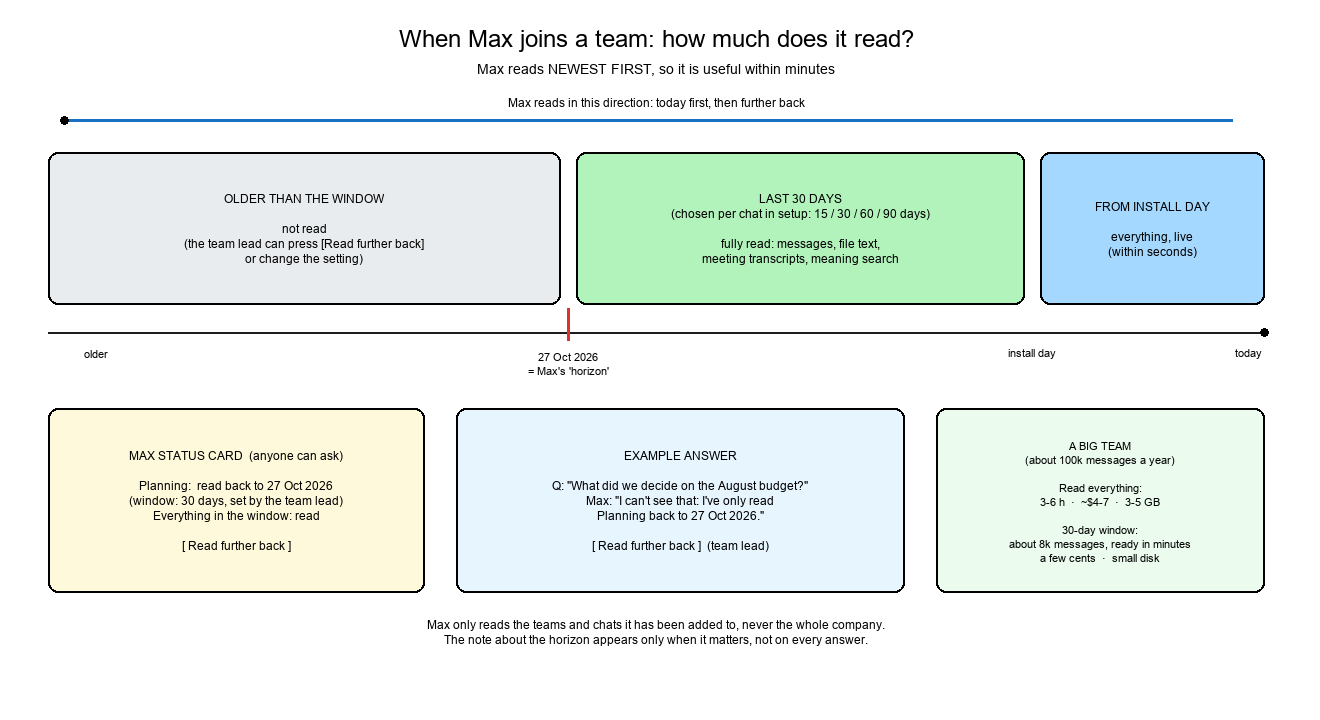 When Max joins a team: how much does it read?
Max reads NEWEST FIRST, so it is useful within minutes
Max reads in this direction: today first, then further back
OLDER THAN THE WINDOW
not read
(the team lead can press [Read further back]
or change the setting)
LAST 30 DAYS
(chosen per chat in setup: 15 / 30 / 60 / 90 days)
fully read: messages, file text,
meeting transcripts, meaning search
FROM INSTALL DAY
everything, live
(within seconds)
older
27 Oct 2026
= Max's 'horizon'
install day
today
MAX STATUS CARD  (anyone can ask)
Planning:  read back to 27 Oct 2026
(window: 30 days, set by the team lead)
Everything in the window: read
[ Read further back ]
EXAMPLE ANSWER
Q: "What did we decide on the August budget?"
Max: "I can't see that: I've only read
Planning back to 27 Oct 2026."
[ Read further back ]  (team lead)
A BIG TEAM
(about 100k messages a year)
Read everything:
3-6 h  ·  ~$4-7  ·  3-5 GB
30-day window:
about 8k messages, ready in minutes
a few cents  ·  small disk
Max only reads the teams and chats it has been added to, never the whole company.
The note about the horizon appears only when it matters, not on every answer.